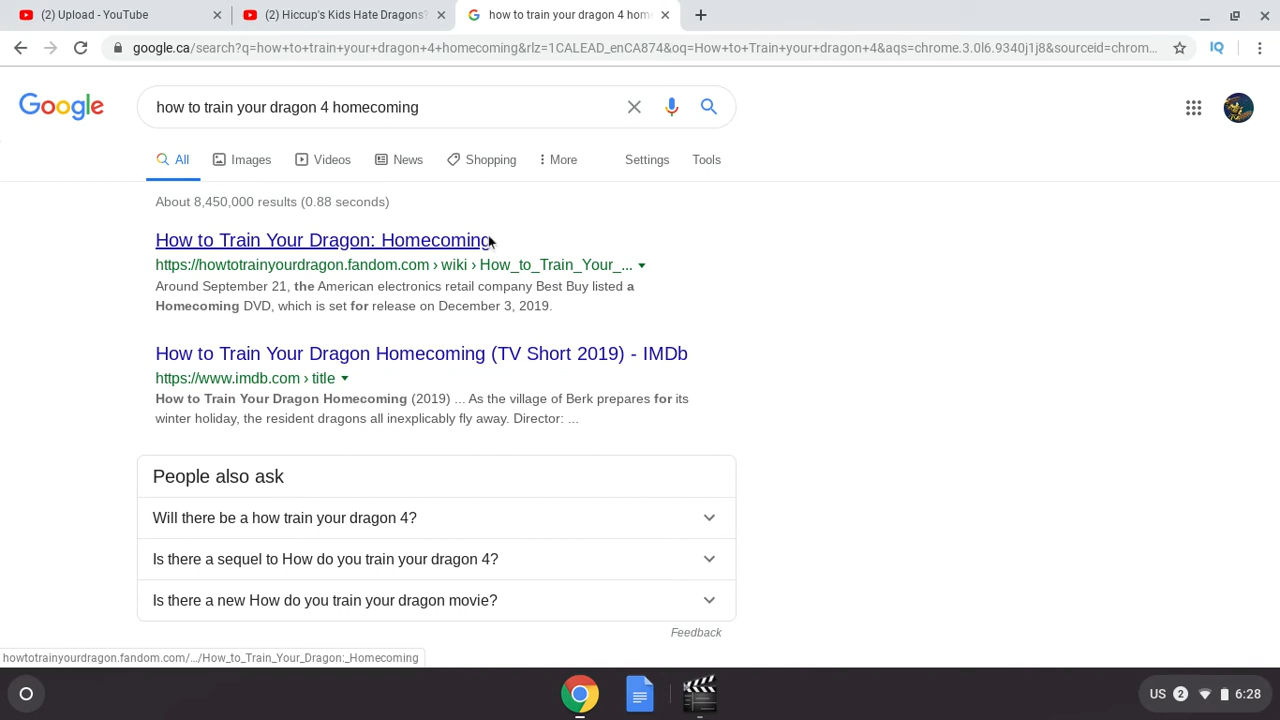 (2) Upload - YouTube
(2) Hiccup's Kids Hate Dragons?
how to train your dragon 4 hom
google.ca/search?q=how+to+train+your+dragon+4+homecoming&rlz=1CALEAD_enCA874&oq=How+to+Train+your+dragon+4&aqs=chrome.3.0l6.9340j1j8&sourceid=chrom...
IQ
Google
how to train your dragon 4 homecoming
All
Images
Videos
News
Shopping
More
Settings
Tools
About 8,450,000 results (0.88 seconds)
How to Train Your Dragon: Homecoming
https://howtotrainyourdragon.fandom.com › wiki › How_to_Train_Your_...
Around September 21, the American electronics retail company Best Buy listed a
Homecoming DVD, which is set for release on December 3, 2019.
How to Train Your Dragon Homecoming (TV Short 2019) - IMDb
https://www.imdb.com › title
How to Train Your Dragon Homecoming (2019) ... As the village of Berk prepares for its
winter holiday, the resident dragons all inexplicably fly away. Director: ...
People also ask
Will there be a how train your dragon 4?
Is there a sequel to How do you train your dragon 4?
Is there a new How do you train your dragon movie?
Feedback
howtotrainyourdragon.fandom.com/.../How_to_Train_Your_Dragon:_Homecoming
US 2 6:28